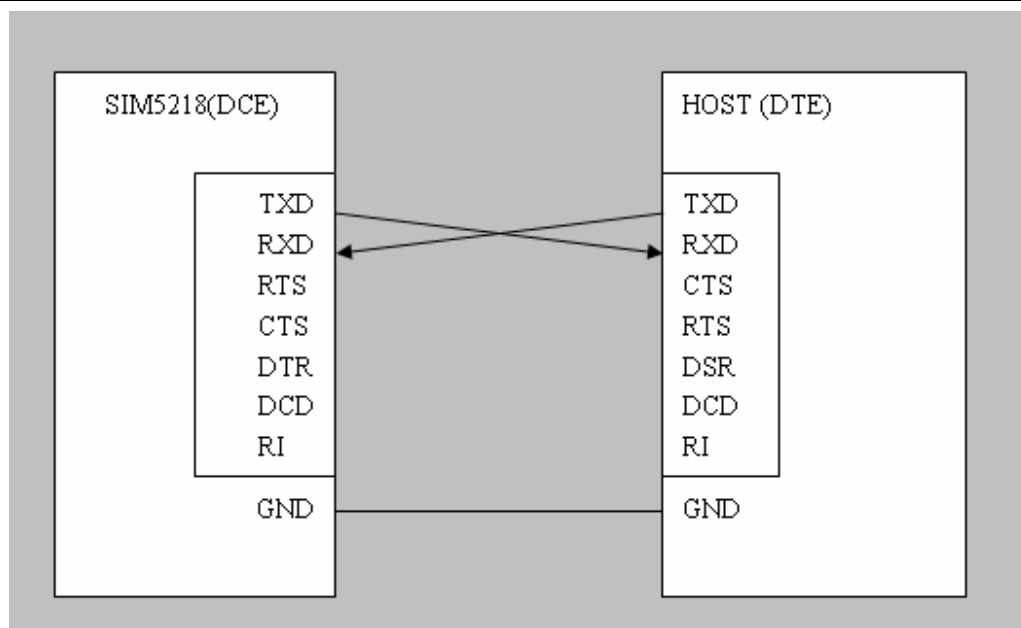 SIM5218(DCE)
TXD
RXD
RTS
CTS
DTR
DCD
RI
GND
HOST (DTE)
TXD
RXD
CTS
RTS
DSR
DCD
RI
GND